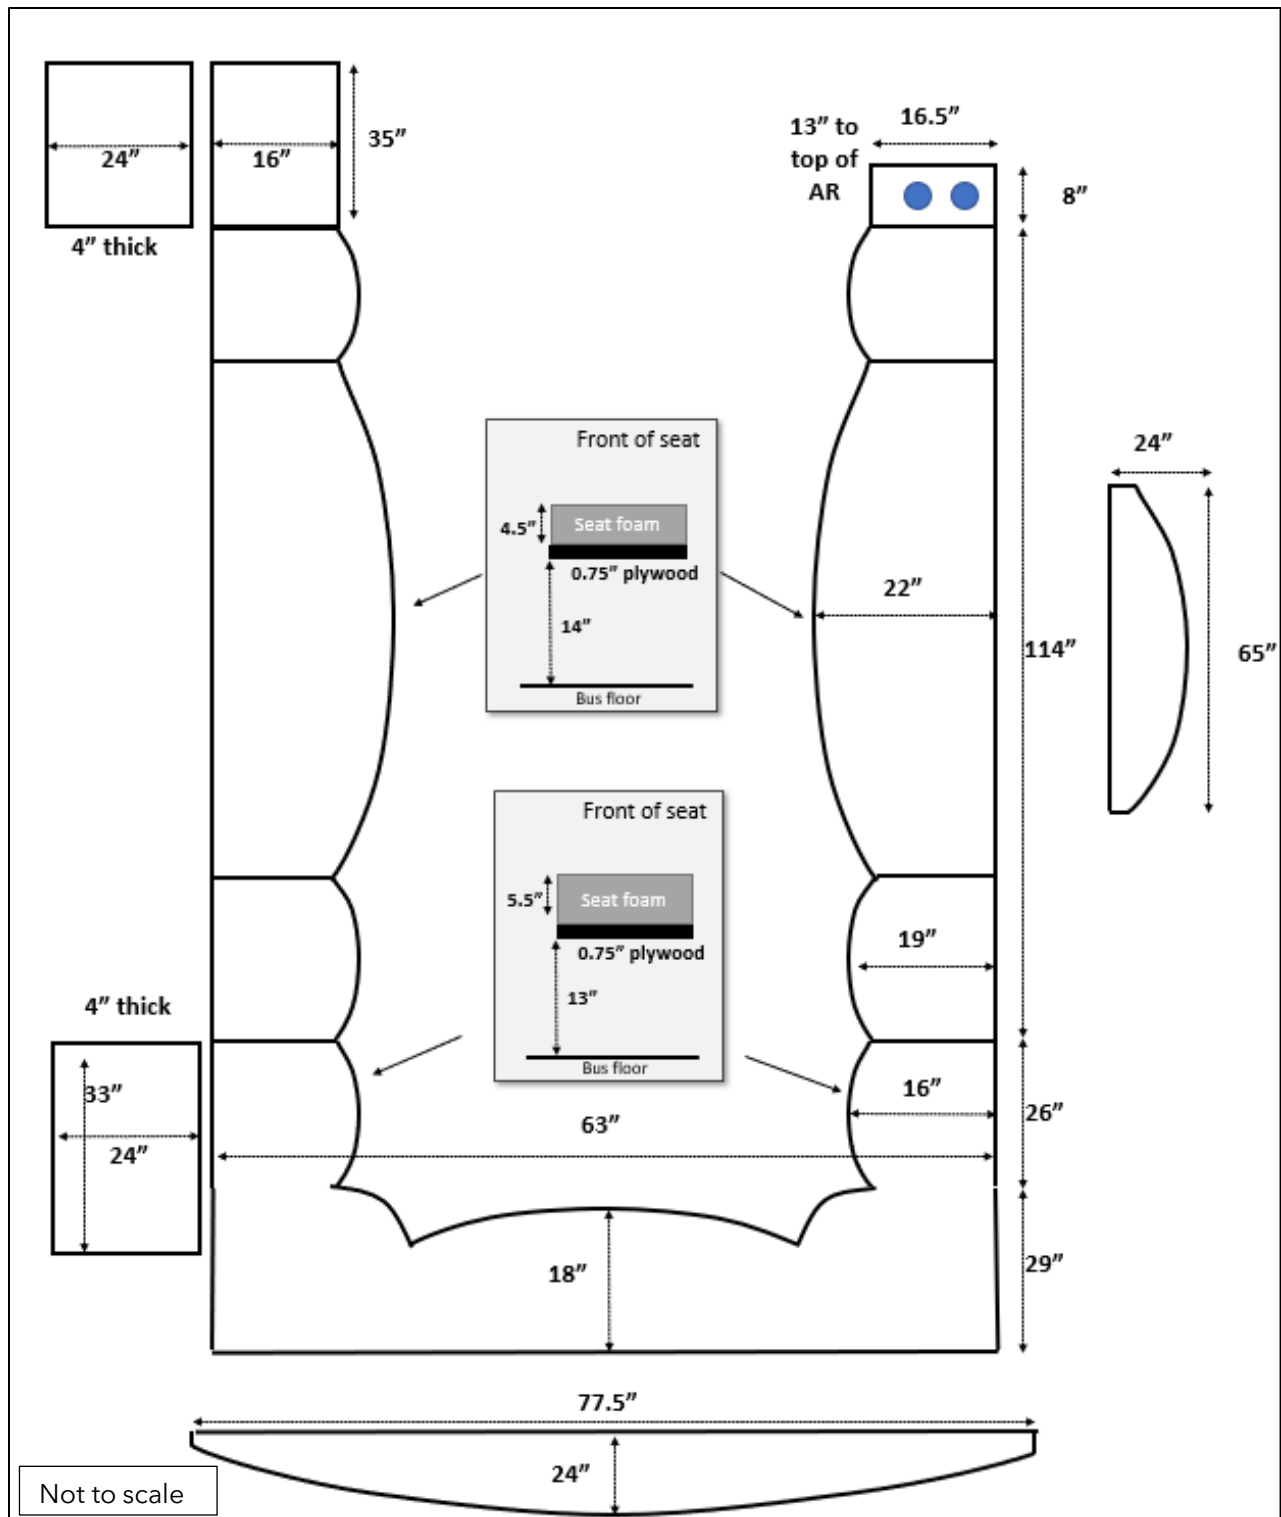 24”
16”
35”
4” thick
13” to
top of
AR
16.5”
8”
Front of seat
4.5”
Seat foam
0.75” plywood
14”
Bus floor
22”
114”
24”
65”
Front of seat
5.5”
Seat foam
0.75” plywood
13”
Bus floor
19”
4” thick
33”
24”
63”
16”
26”
18”
29”
77.5”
24”
Not to scale